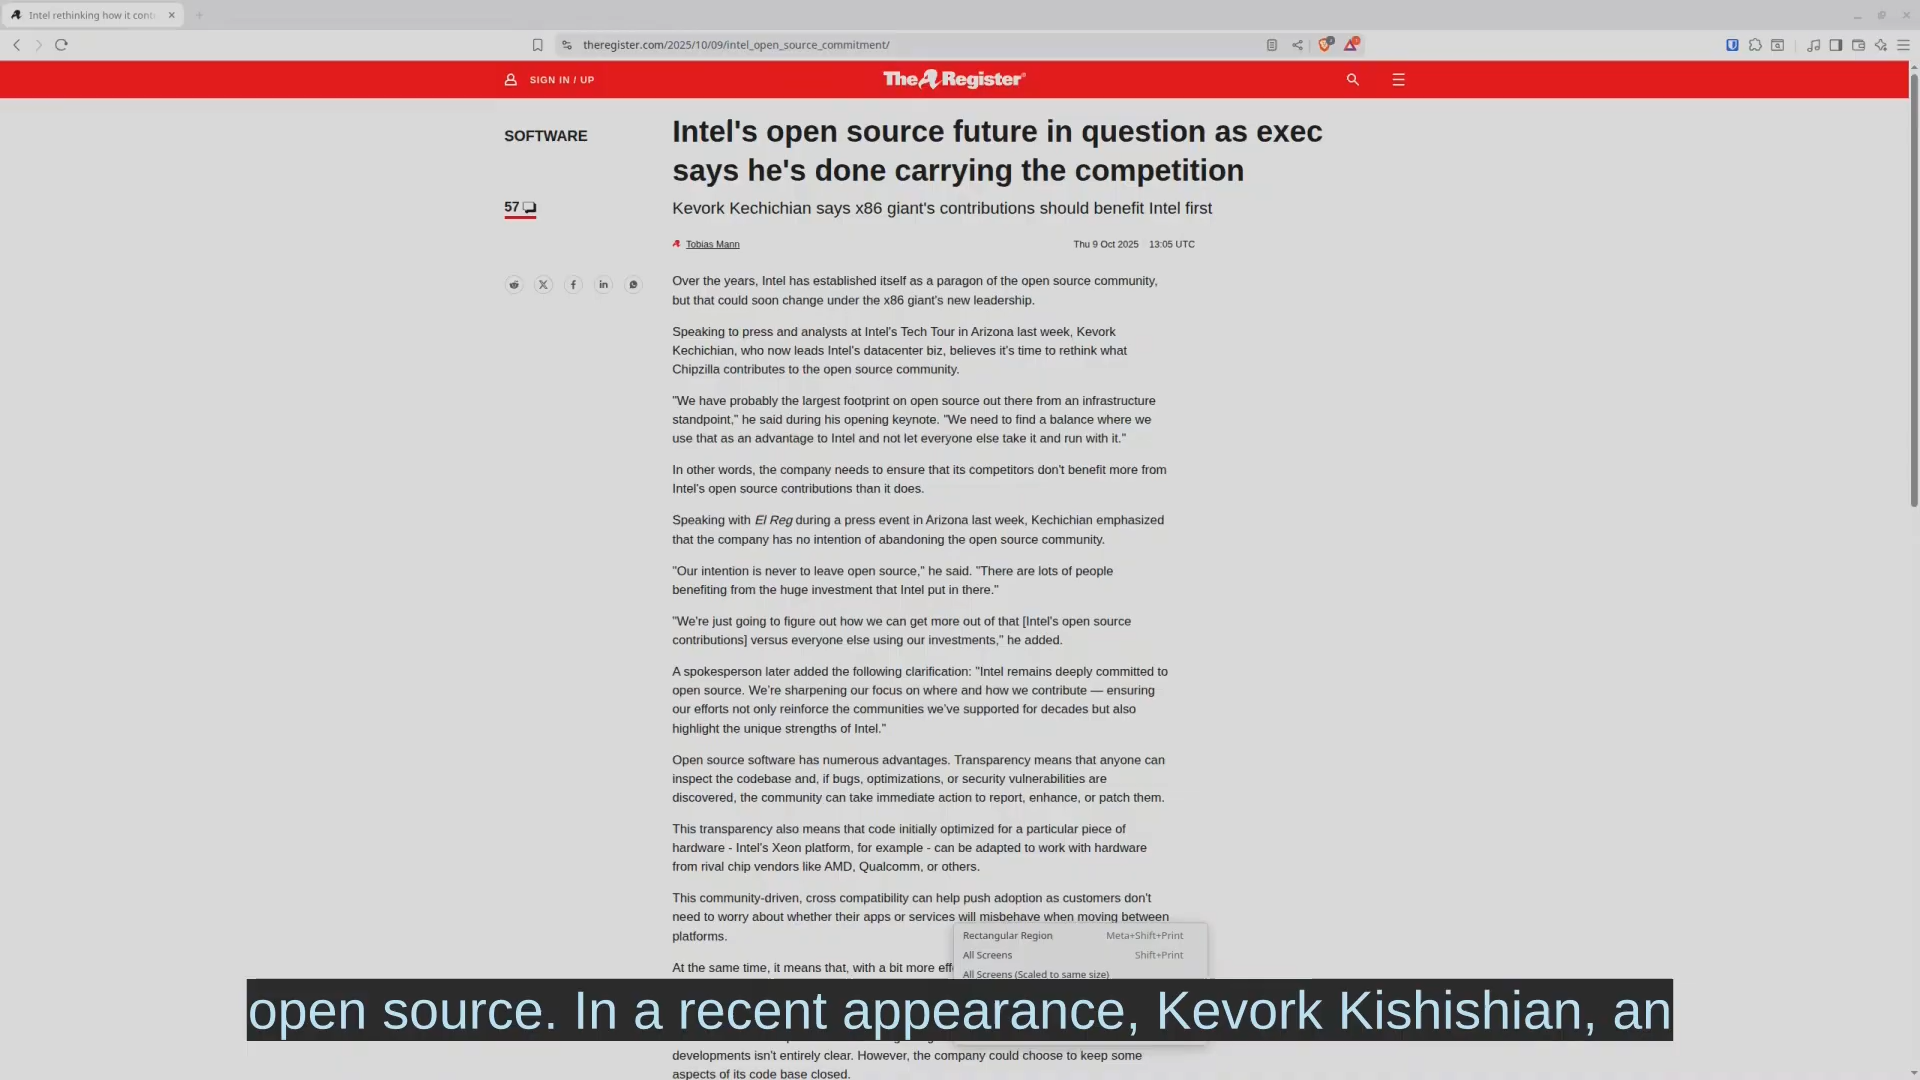 Intel rethinking how it cont
theregister.com/2025/10/09/intel_open_source_commitment/
SIGN IN / UP
The Register
SOFTWARE
Intel's open source future in question as exec
says he's done carrying the competition
57
Kevork Kechichian says x86 giant's contributions should benefit Intel first
Tobias Mann
Thu 9 Oct 2025 13:05 UTC
Over the years, Intel has established itself as a paragon of the open source community,
but that could soon change under the x86 giant's new leadership.
Speaking to press and analysts at Intel's Tech Tour in Arizona last week, Kevork
Kechichian, who now leads Intel's datacenter biz, believes it's time to rethink what
Chipzilla contributes to the open source community.
"We have probably the largest footprint on open source out there from an infrastructure
standpoint," he said during his opening keynote. "We need to find a balance where we
use that as an advantage to Intel and not let everyone else take it and run with it."
In other words, the company needs to ensure that its competitors don't benefit more from
Intel's open source contributions than it does.
Speaking with El Reg during a press event in Arizona last week, Kechichian emphasized
that the company has no intention of abandoning the open source community.
"Our intention is never to leave open source," he said. "There are lots of people
benefiting from the huge investment that Intel put in there."
"We're just going to figure out how we can get more out of that [Intel's open source
contributions] versus everyone else using our investments," he added.
A spokesperson later added the following clarification: "Intel remains deeply committed to
open source. We're sharpening our focus on where and how we contribute — ensuring
our efforts not only reinforce the communities we've supported for decades but also
highlight the unique strengths of Intel."
Open source software has numerous advantages. Transparency means that anyone can
inspect the codebase and, if bugs, optimizations, or security vulnerabilities are
discovered, the community can take immediate action to report, enhance, or patch them.
This transparency also means that code initially optimized for a particular piece of
hardware - Intel's Xeon platform, for example - can be adapted to work with hardware
from rival chip vendors like AMD, Qualcomm, or others.
This community-driven, cross compatibility can help push adoption as customers don't
need to worry about whether their apps or services will misbehave when moving between
platforms.
Rectangular Region Meta+Shift+Print
All Screens Shift+Print
All Screens (Scaled to same size)
At the same time, it means that, with a bit more
open source. In a recent appearance, Kevork Kishishian, an
developments isn't entirely clear. However, the company could choose to keep some
aspects of its code base closed.